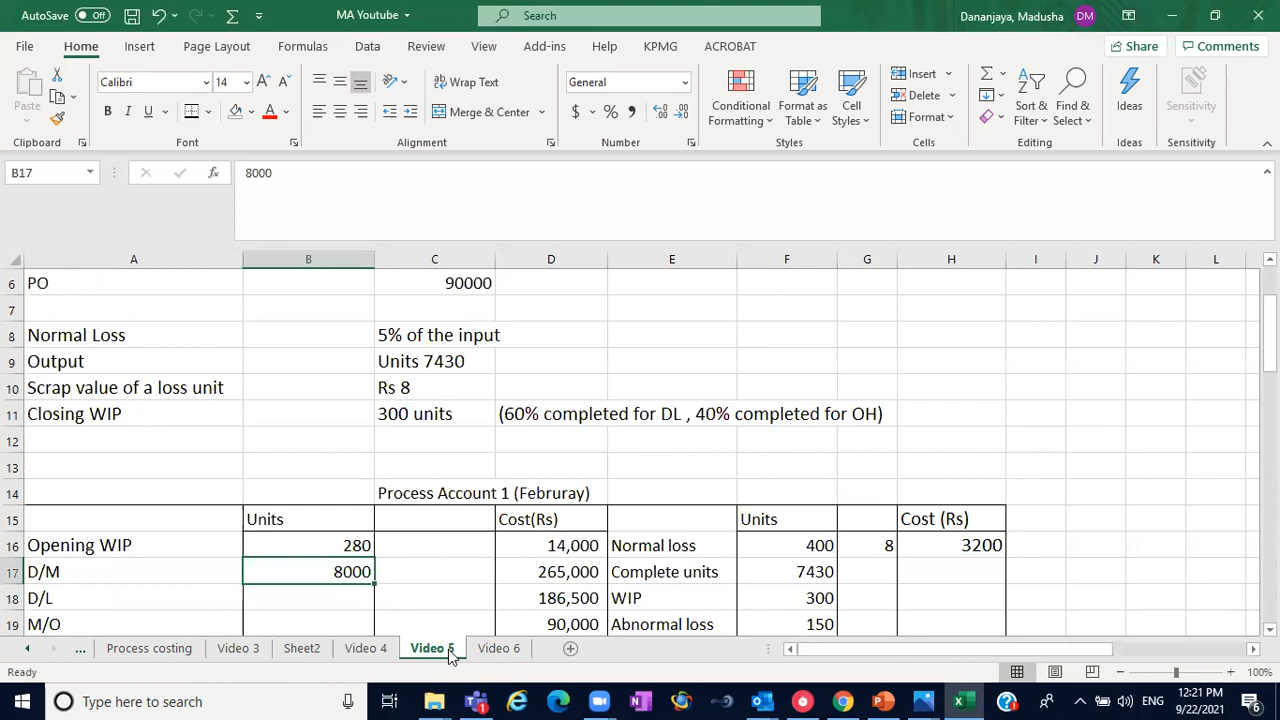 AutoSave Off MA Youtube Search Dananjaya, Madusha DM
File Home Insert Page Layout Formulas Data Review View Add-ins Help KPMG ACROBAT Share Comments
Calibri 14 Wrap Text General Insert
Paste Merge & Center Conditional Formatting Format as Table Cell Styles Delete Format Sort & Filter Find & Select Ideas Sensitivity
Clipboard Font Alignment Number Styles Cells Editing Ideas Sensitivity
B17 fx 8000
A B C D E F G H I J K L
6 PO 90000
7
8 Normal Loss 5% of the input
9 Output Units 7430
10 Scrap value of a loss unit Rs 8
11 Closing WIP 300 units (60% completed for DL , 40% completed for OH)
12
13
14 Process Account 1 (Februray)
15 Units Cost(Rs) Units Cost (Rs)
16 Opening WIP 280 14,000 Normal loss 400 8 3200
17 D/M 8000 265,000 Complete units 7430
18 D/L 186,500 WIP 300
19 M/O 90,000 Abnormal loss 150
... Process costing Video 3 Sheet2 Video 4 Video 5 Video 6
Ready 100%
Type here to search ENG 12:21 PM 9/22/2021 6